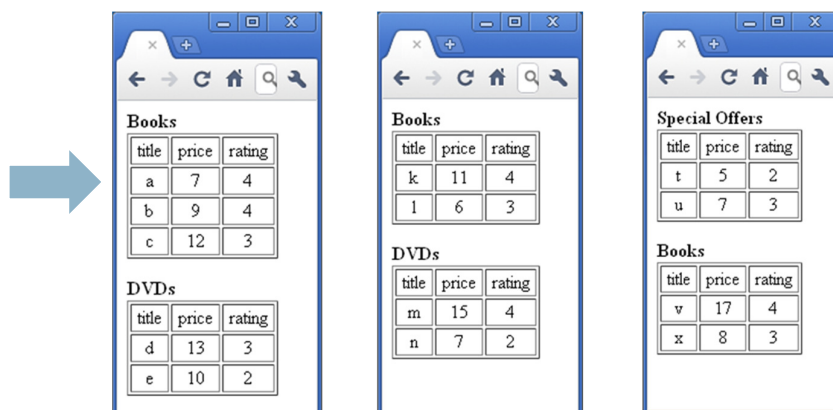 Books
title price rating
a 7 4
b 9 4
c 12 3
DVDs
title price rating
d 13 3
e 10 2
Books
title price rating
k 11 4
l 6 3
DVDs
title price rating
m 15 4
n 7 2
Special Offers
title price rating
t 5 2
u 7 3
Books
title price rating
v 17 4
x 8 3